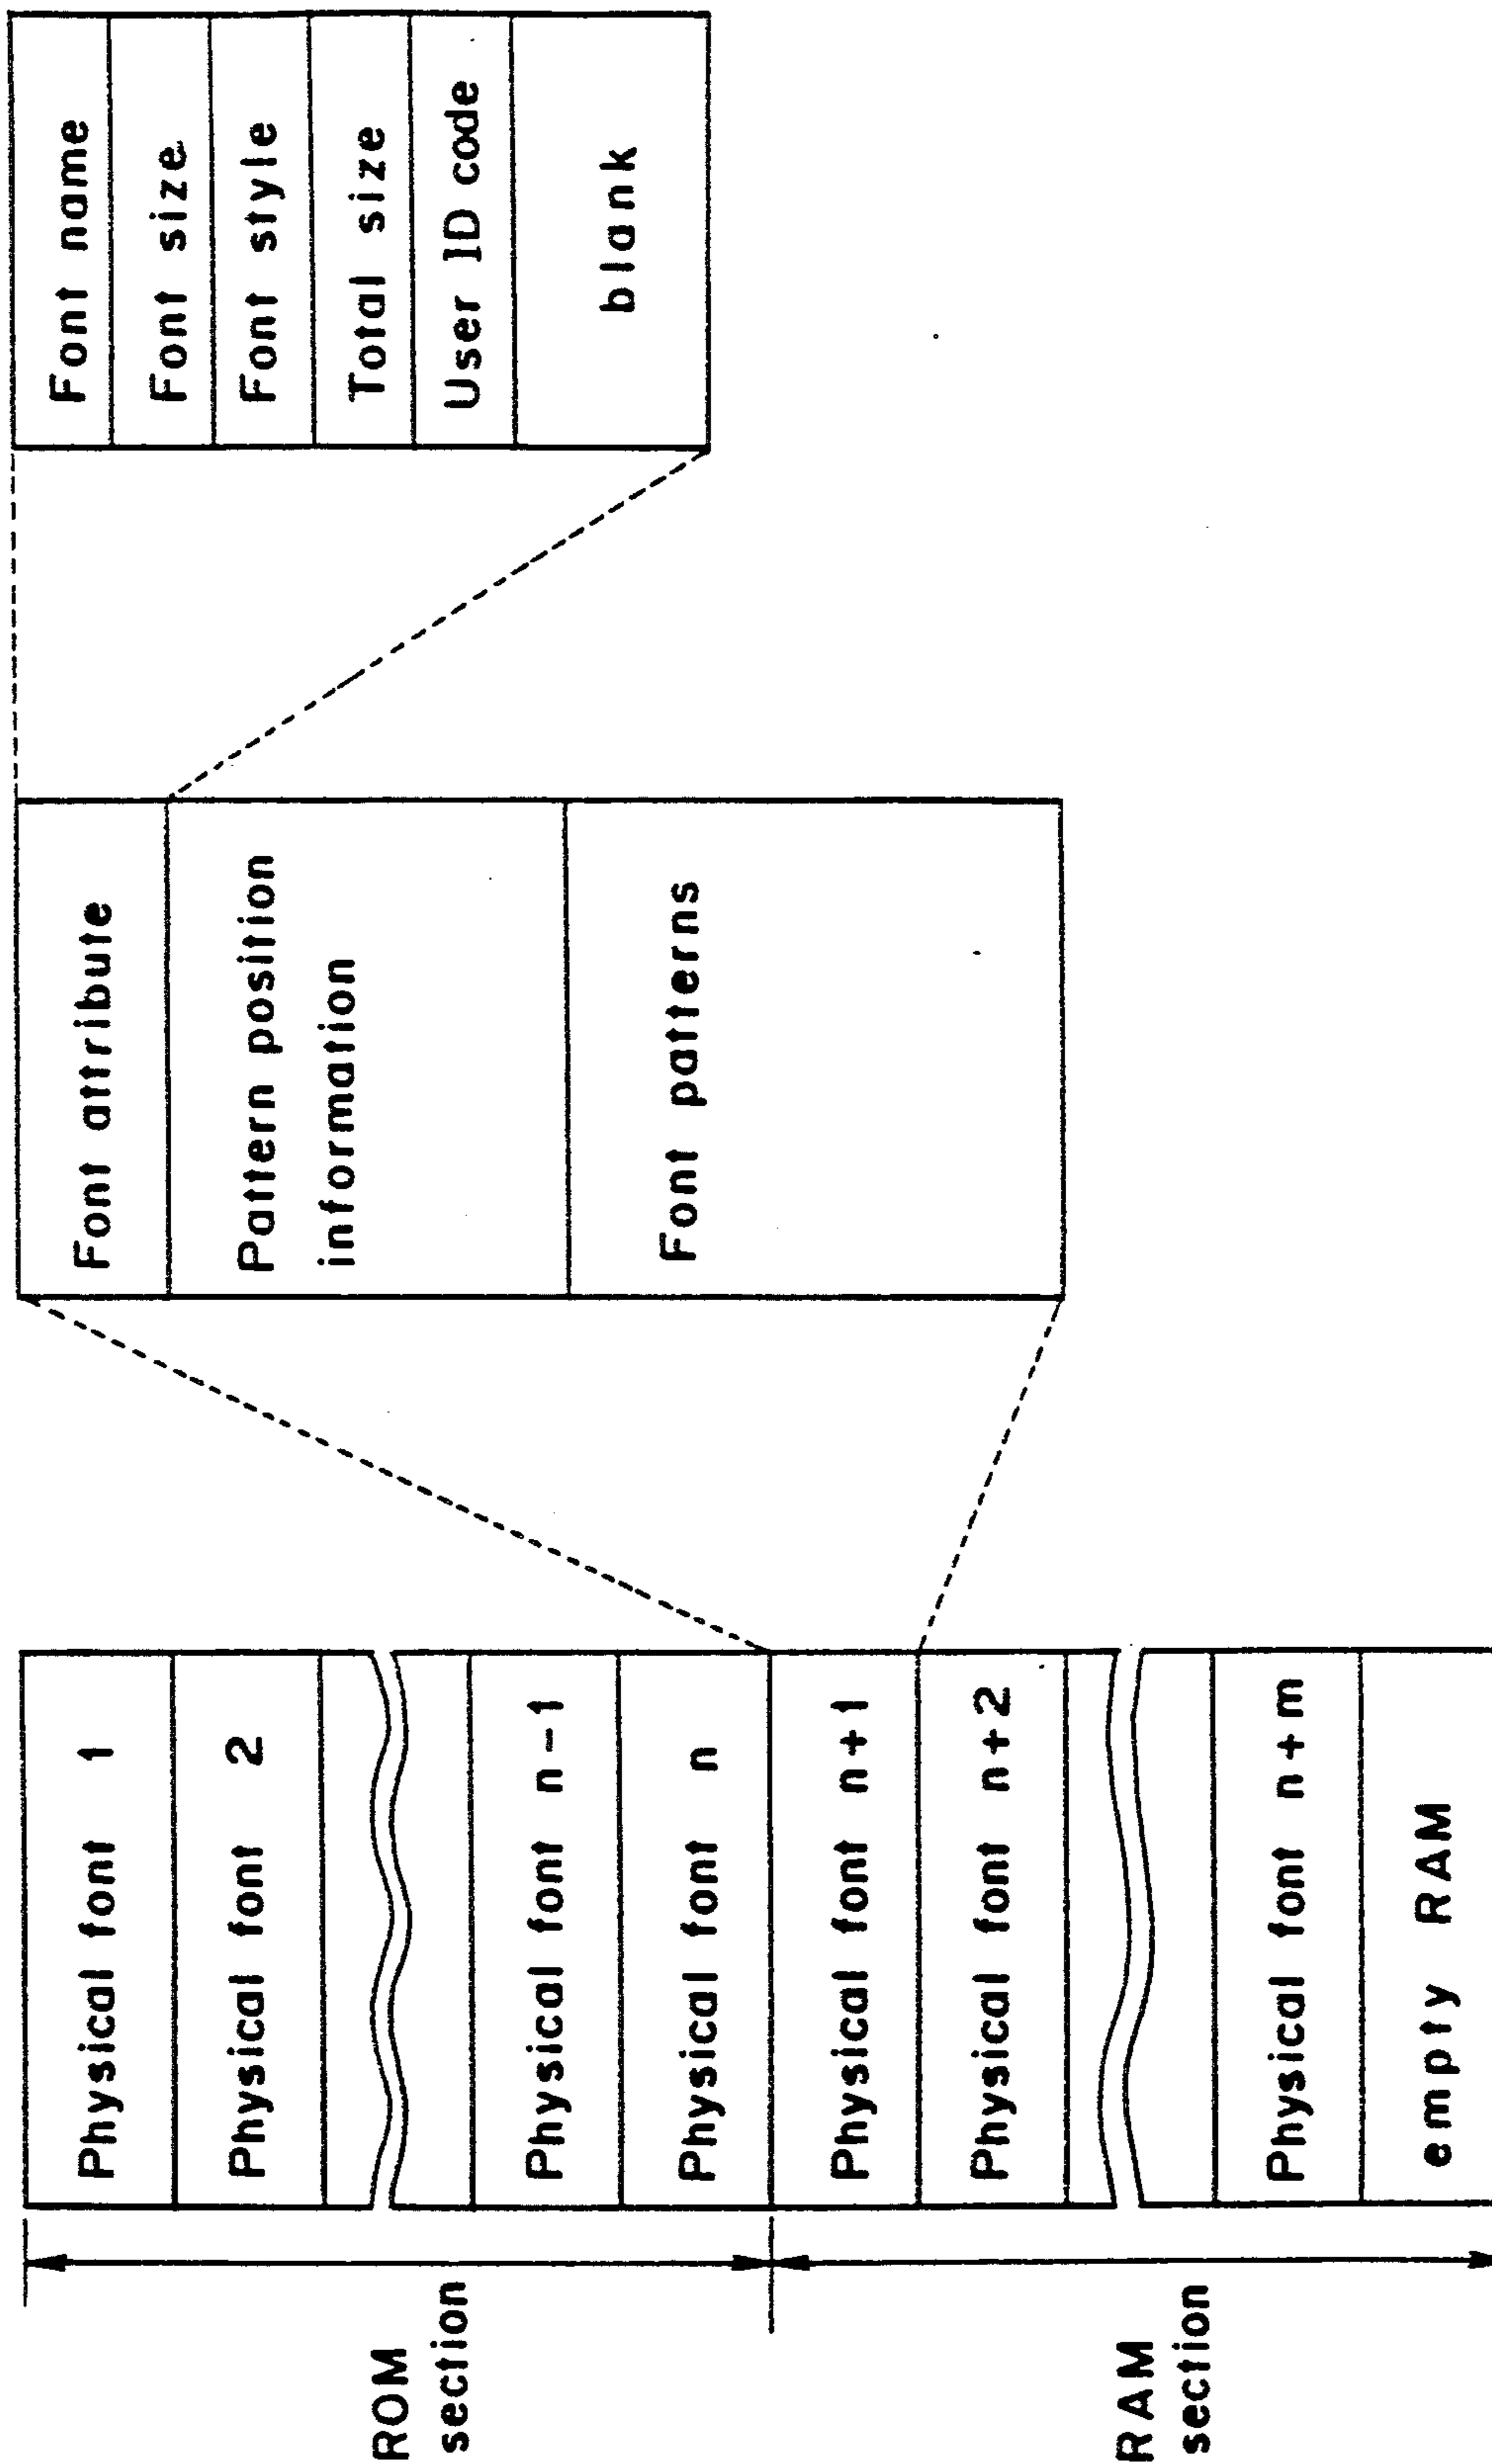 ROM
section
RAM
section
Physical font 1
Physical font 2
Physical font n-1
Physical font n
Physical font n+1
Physical font n+2
Physical font n+m
empty RAM
Font attribute
Pattern position
information
Font patterns
Font name
Font size
Font style
Total size
User ID code
blank